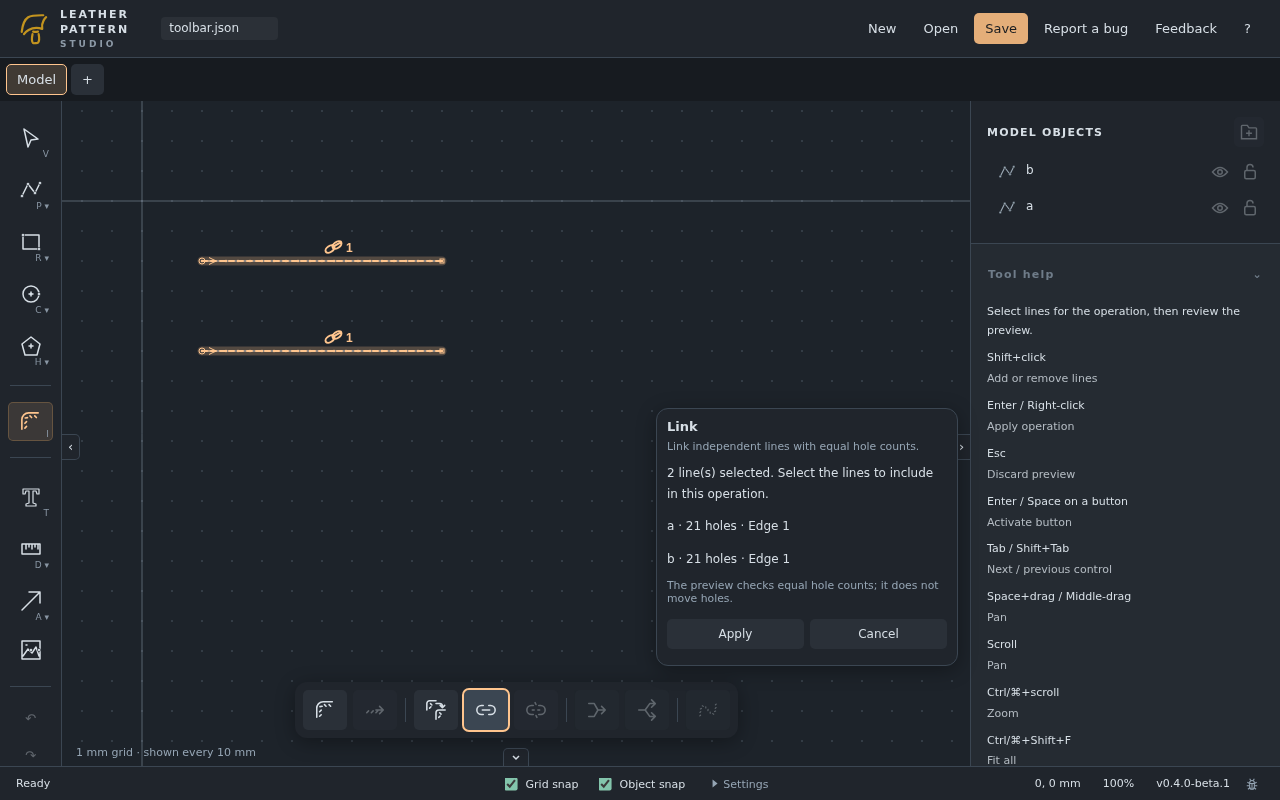 LEATHER
PATTERN
STUDIO
toolbar.json
New
Open
Save
Report a bug
Feedback
?
Model
+
V
P ▾
R ▾
C ▾
H ▾
I
T
D ▾
A ▾
1
1
MODEL OBJECTS
b
a
Tool help
Select lines for the operation, then review the
preview.
Shift+click
Add or remove lines
Enter / Right-click
Apply operation
Esc
Discard preview
Enter / Space on a button
Activate button
Tab / Shift+Tab
Next / previous control
Space+drag / Middle-drag
Pan
Scroll
Pan
Ctrl/⌘+scroll
Zoom
Ctrl/⌘+Shift+F
Fit all
Link
Link independent lines with equal hole counts.
2 line(s) selected. Select the lines to include
in this operation.
a · 21 holes · Edge 1
b · 21 holes · Edge 1
The preview checks equal hole counts; it does not
move holes.
Apply
Cancel
1 mm grid · shown every 10 mm
Ready
Grid snap
Object snap
Settings
0, 0 mm
100%
v0.4.0-beta.1